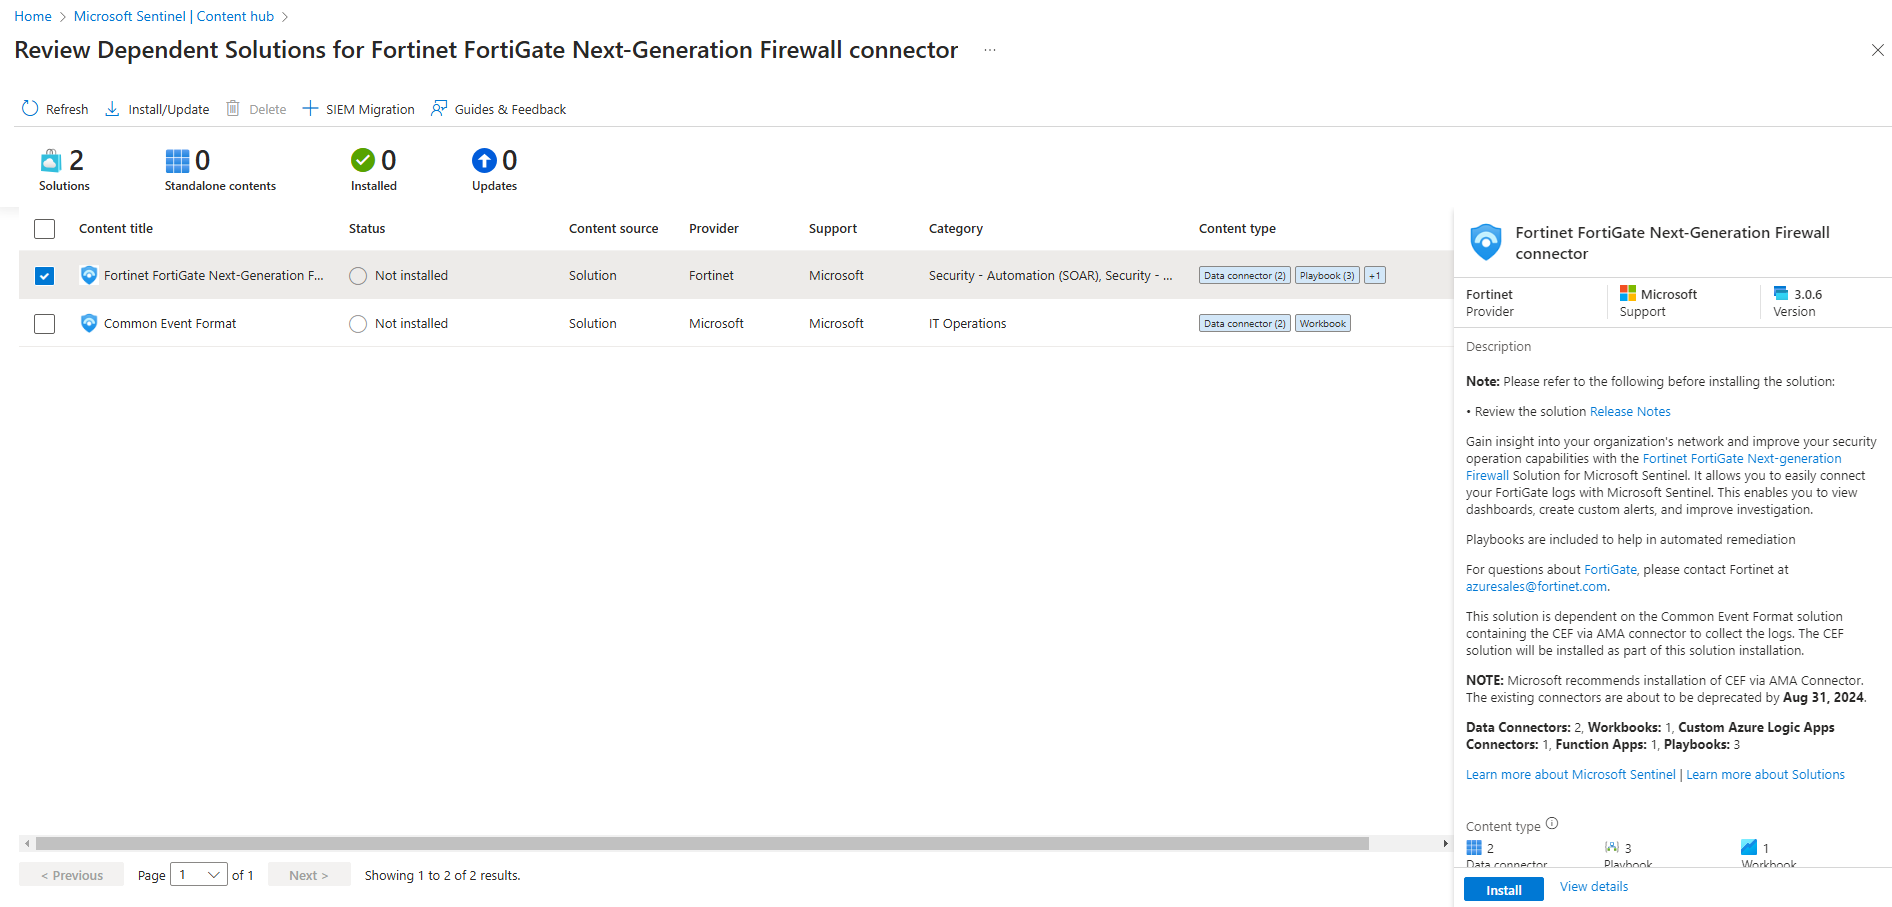 Home > Microsoft Sentinel | Content hub >
Review Dependent Solutions for Fortinet FortiGate Next-Generation Firewall connector ...
Refresh Install/Update Delete SIEM Migration Guides & Feedback
2 0 0 0
Solutions Standalone contents Installed Updates
Content title Status Content source Provider Support Category Content type
Fortinet FortiGate Next-Generation F... Not installed Solution Fortinet Microsoft Security - Automation (SOAR), Security - ... Data connector (2) Playbook (3) +1
Common Event Format Not installed Solution Microsoft Microsoft IT Operations Data connector (2) Workbook
< Previous Page 1 of 1 Next > Showing 1 to 2 of 2 results.
Fortinet FortiGate Next-Generation Firewall
connector
Fortinet Microsoft 3.0.6
Provider Support Version
Description
Note: Please refer to the following before installing the solution:
• Review the solution Release Notes
Gain insight into your organization's network and improve your security
operation capabilities with the Fortinet FortiGate Next-generation
Firewall Solution for Microsoft Sentinel. It allows you to easily connect
your FortiGate logs with Microsoft Sentinel. This enables you to view
dashboards, create custom alerts, and improve investigation.
Playbooks are included to help in automated remediation
For questions about FortiGate, please contact Fortinet at
azuresales@fortinet.com.
This solution is dependent on the Common Event Format solution
containing the CEF via AMA connector to collect the logs. The CEF
solution will be installed as part of this solution installation.
NOTE: Microsoft recommends installation of CEF via AMA Connector.
The existing connectors are about to be deprecated by Aug 31, 2024.
Data Connectors: 2, Workbooks: 1, Custom Azure Logic Apps
Connectors: 1, Function Apps: 1, Playbooks: 3
Learn more about Microsoft Sentinel | Learn more about Solutions
Content type
2 3 1
Data connector Playbook Workbook
Install View details